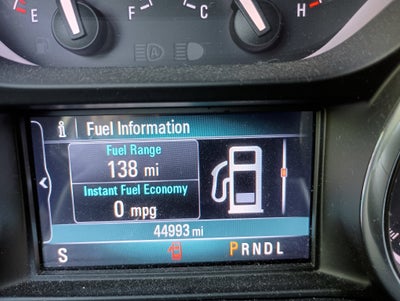 E F C H
Fuel Information
Fuel Range
138 mi
Instant Fuel Economy
0 mpg
44993 mi
S PRNDL